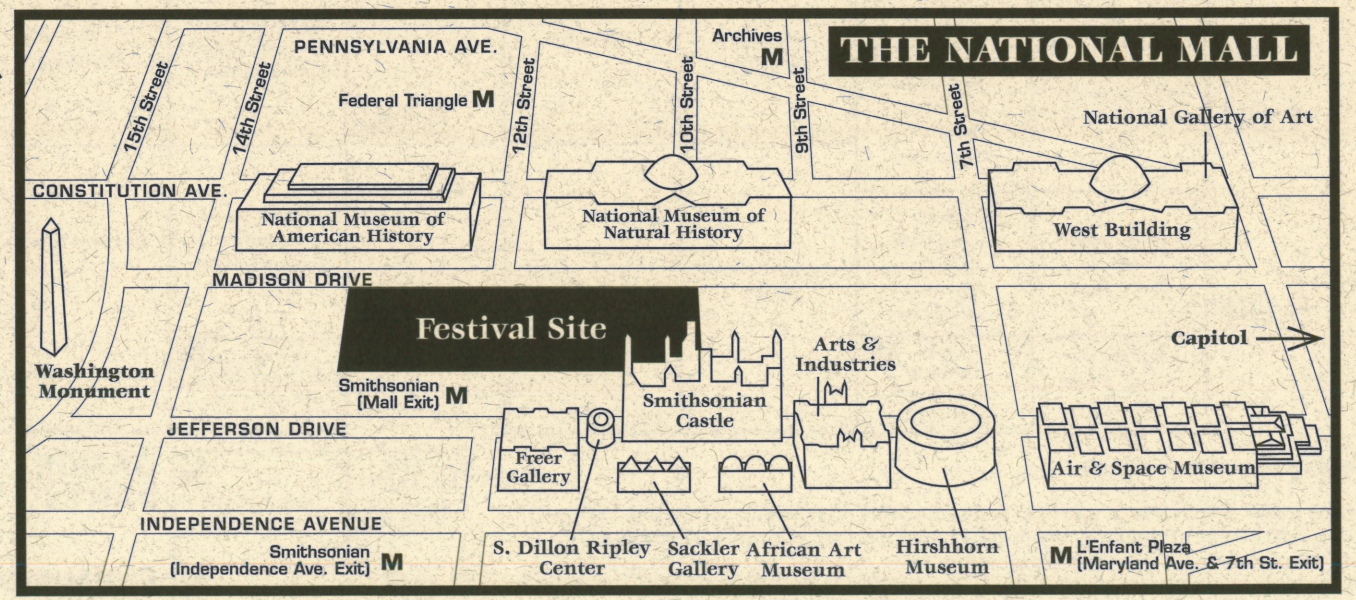 THE NATIONAL MALL
PENNSYLVANIA AVE.
Archives
M
Federal Triangle M
15th Street
14th Street
12th Street
10th Street
9th Street
7th Street
National Gallery of Art
CONSTITUTION AVE.
National Museum of
American History
National Museum of
Natural History
West Building
MADISON DRIVE
Festival Site
Washington
Monument
Capitol
Arts &
Industries
Smithsonian
(Mall Exit) M
Smithsonian
Castle
JEFFERSON DRIVE
Freer
Gallery
Air & Space Museum
INDEPENDENCE AVENUE
Smithsonian
(Independence Ave. Exit) M
S. Dillon Ripley
Center
Sackler
Gallery
African Art
Museum
Hirshhorn
Museum
M L'Enfant Plaza
(Maryland Ave. & 7th St. Exit)